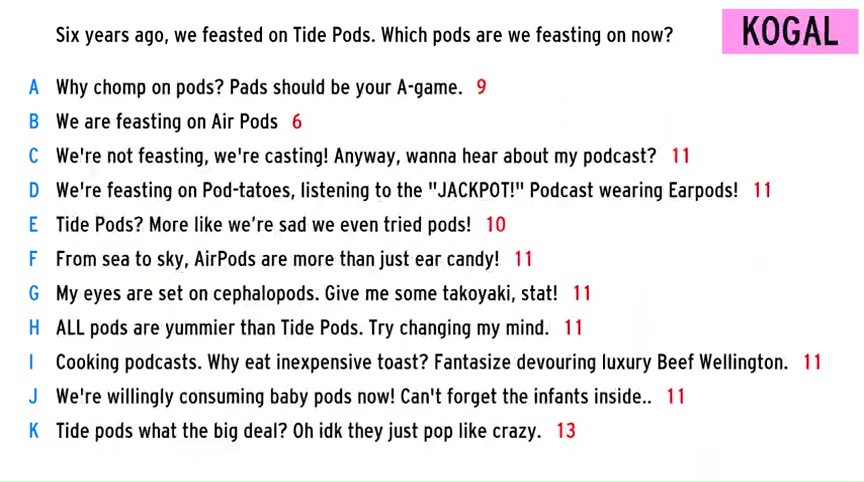 Six years ago, we feasted on Tide Pods. Which pods are we feasting on now?
KOGAL
A Why chomp on pods? Pads should be your A-game. 9
B We are feasting on Air Pods 6
C We're not feasting, we're casting! Anyway, wanna hear about my podcast? 11
D We're feasting on Pod-tatoes, listening to the "JACKPOT!" Podcast wearing Earpods! 11
E Tide Pods? More like we're sad we even tried pods! 10
F From sea to sky, AirPods are more than just ear candy! 11
G My eyes are set on cephalopods. Give me some takoyaki, stat! 11
H ALL pods are yummier than Tide Pods. Try changing my mind. 11
I Cooking podcasts. Why eat inexpensive toast? Fantasize devouring luxury Beef Wellington. 11
J We're willingly consuming baby pods now! Can't forget the infants inside.. 11
K Tide pods what the big deal? Oh idk they just pop like crazy. 13